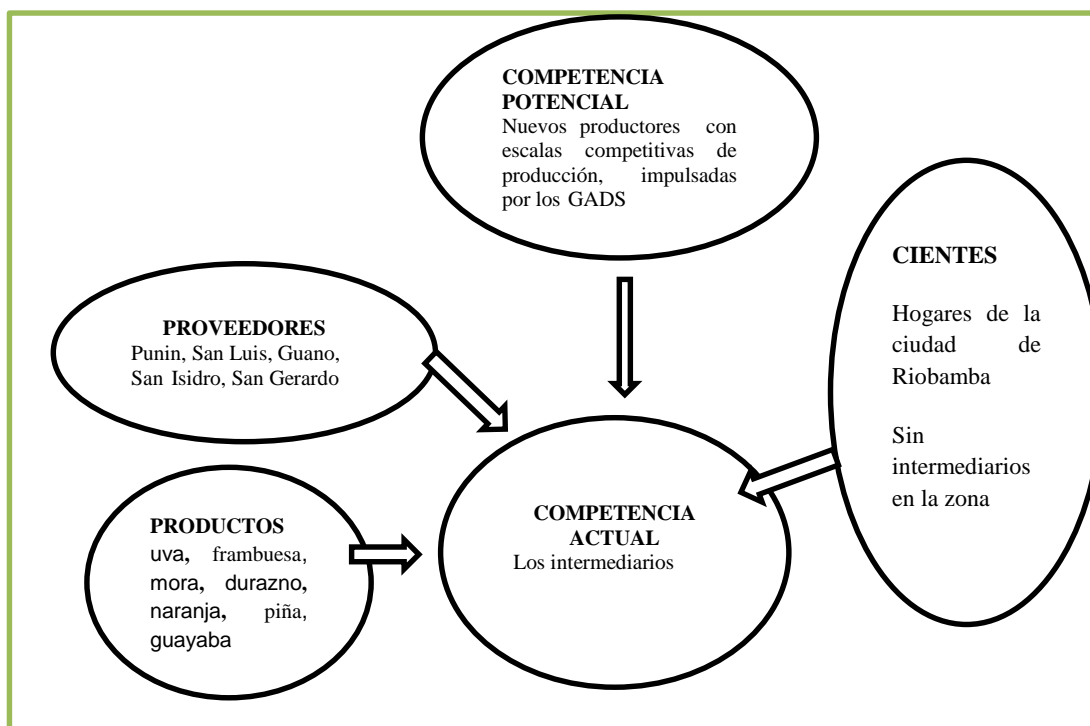 COMPETENCIA
POTENCIAL
Nuevos productores con
escalas competitivas de
producción, impulsadas
por los GADS
CIENTES
Hogares de la
ciudad de
Riobamba
Sin
intermediarios
en la zona
PROVEEDORES
Punin, San Luis, Guano,
San Isidro, San Gerardo
PRODUCTOS
uva, frambuesa,
mora, durazno,
naranja, piña,
guayaba
COMPETENCIA
ACTUAL
Los intermediarios